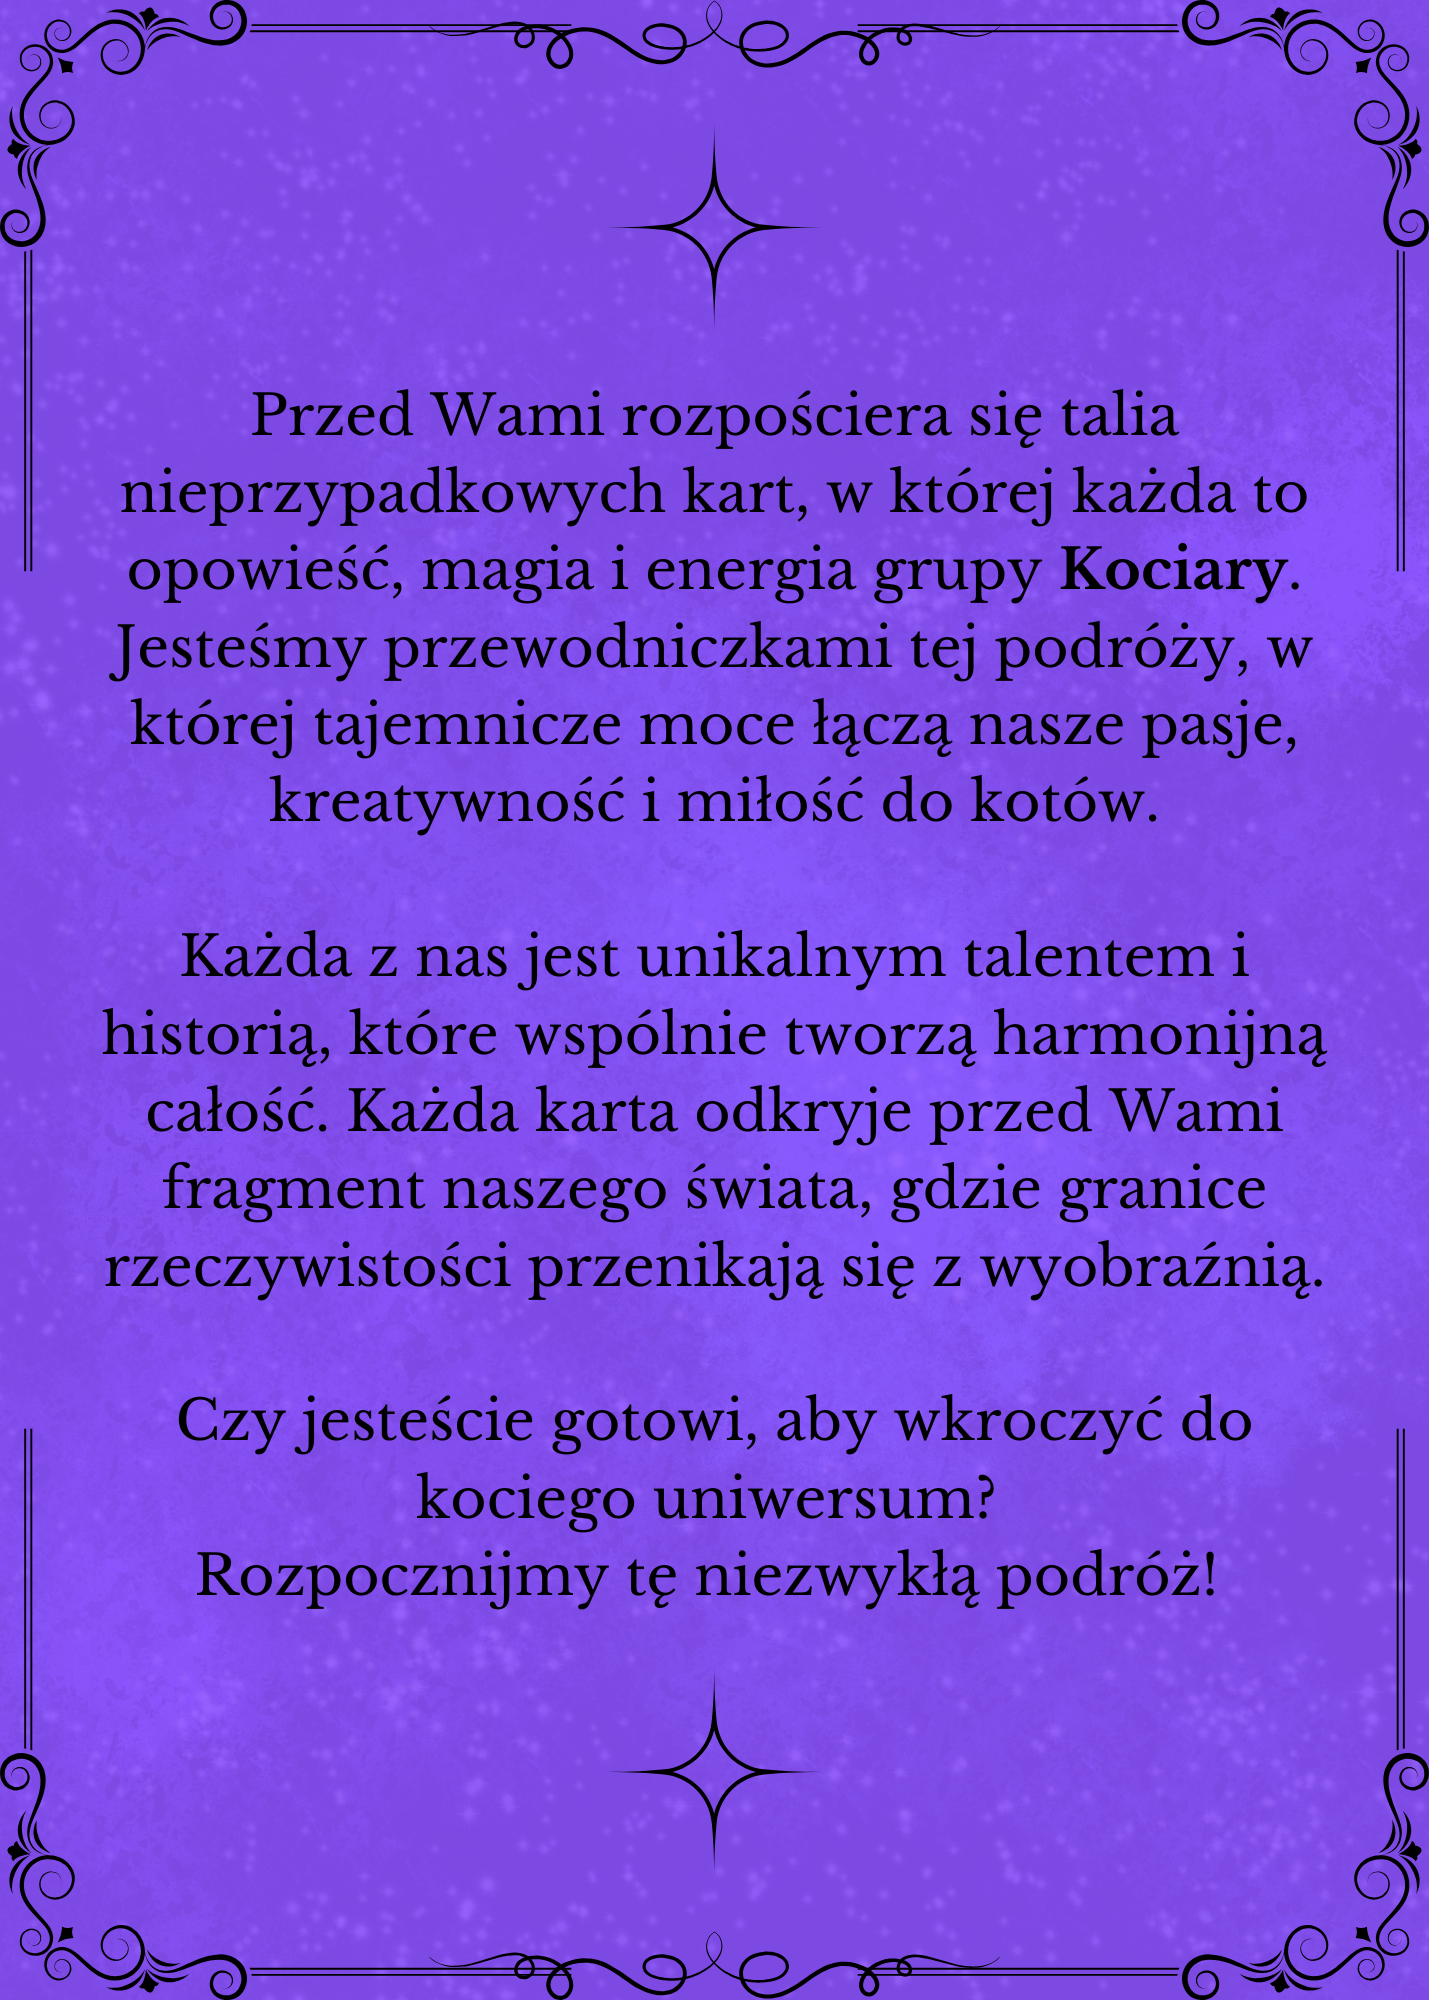 Przed Wami rozpościera się talia
nieprzypadkowych kart, w której każda to
opowieść, magia i energia grupy Kociary.
Jesteśmy przewodniczkami tej podróży, w
której tajemnicze moce łączą nasze pasje,
kreatywność i miłość do kotów.
Każda z nas jest unikalnym talentem i
historią, które wspólnie tworzą harmonijną
całość. Każda karta odkryje przed Wami
fragment naszego świata, gdzie granice
rzeczywistości przenikają się z wyobraźnią.
Czy jesteście gotowi, aby wkroczyć do
kociego uniwersum?
Rozpocznijmy tę niezwykłą podróż!